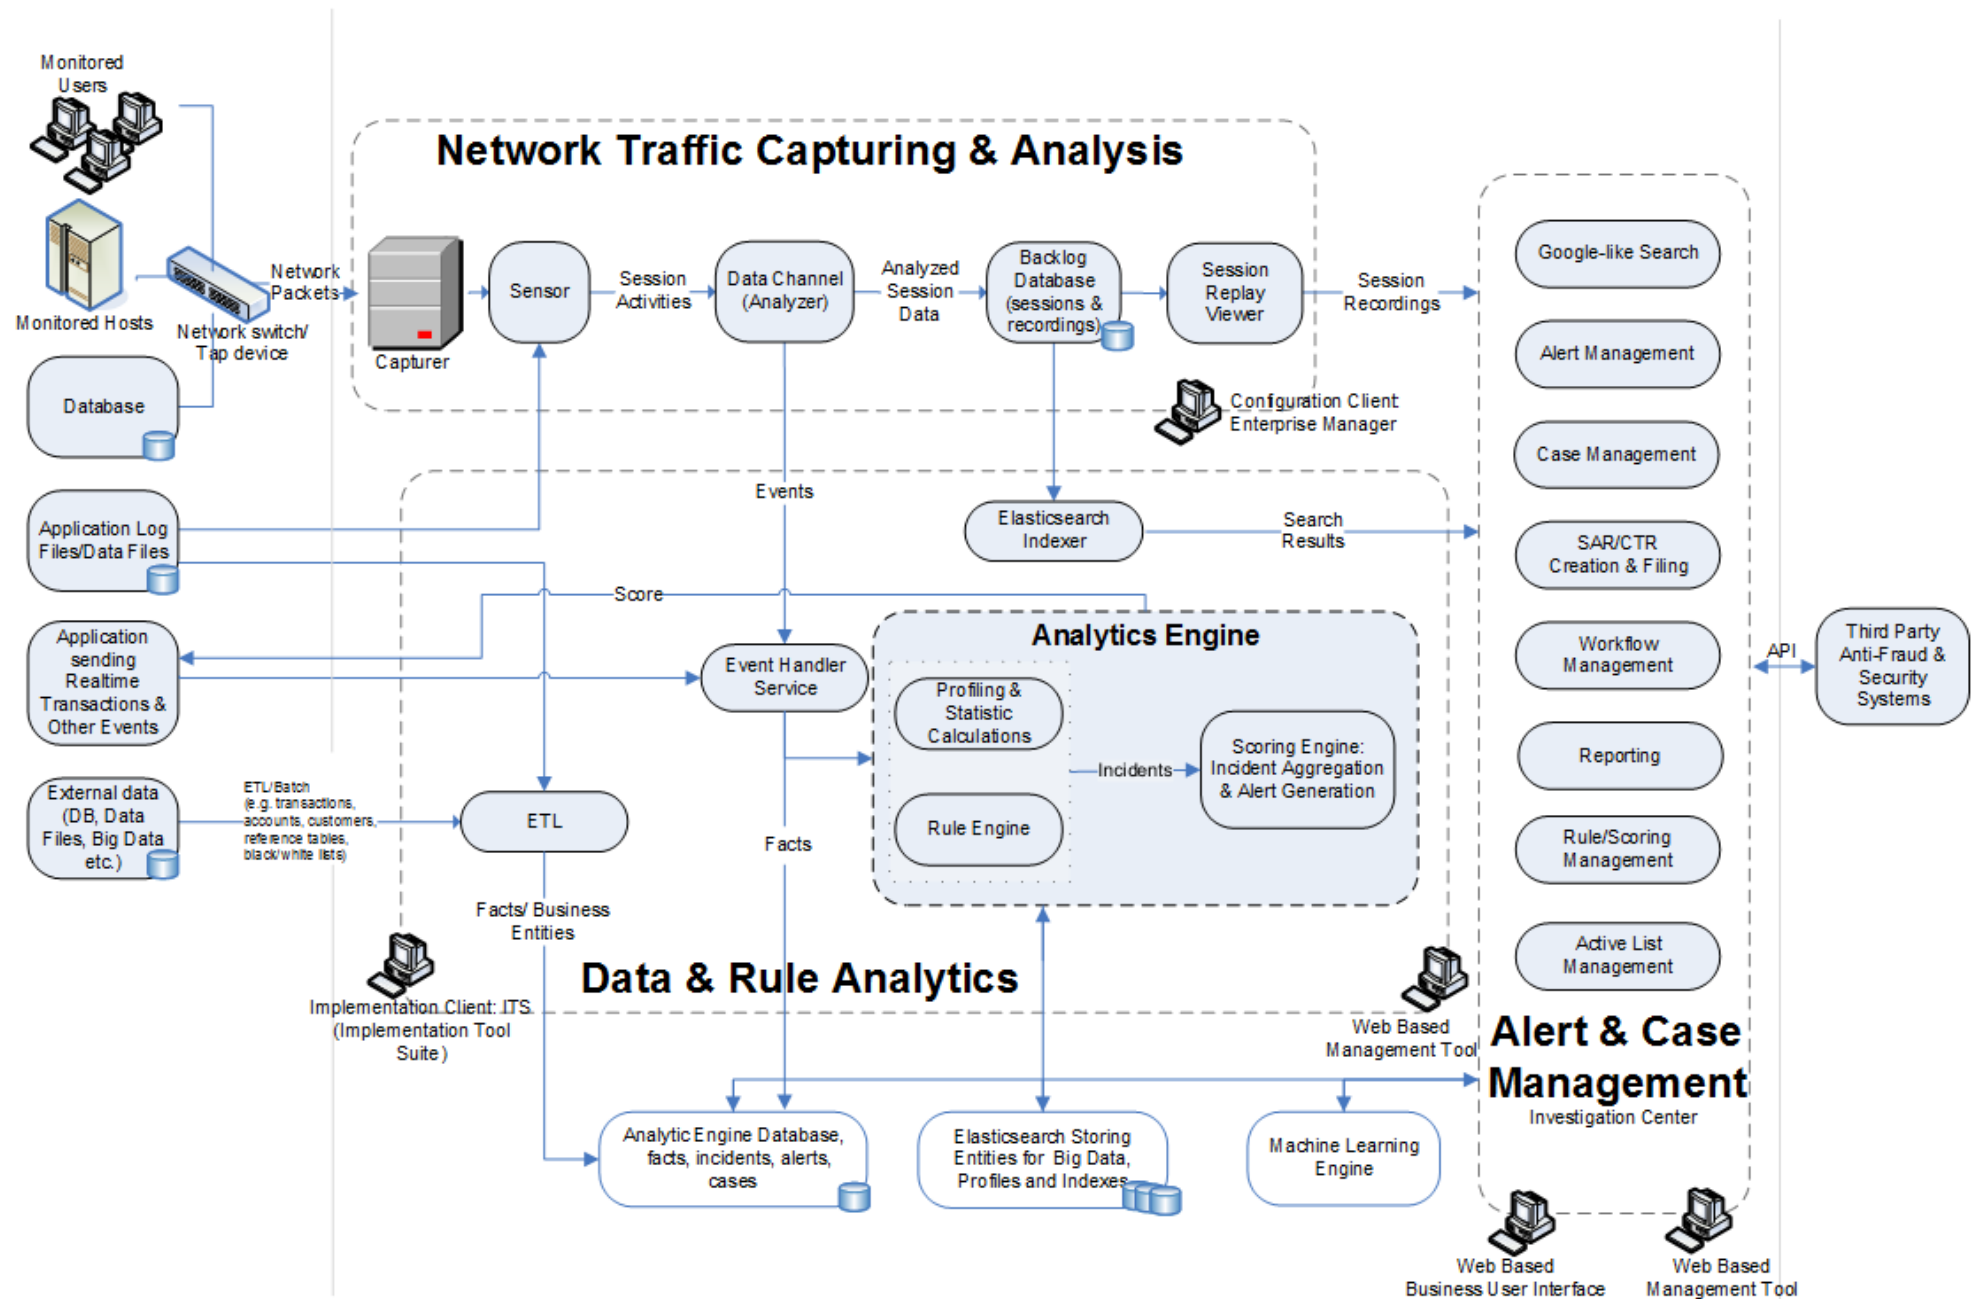 Monitored
Users
Monitored Hosts
Network switch/
Tap device
Network
Packets
Database
Application Log
Files/Data Files
Application
sending
Realtime
Transactions &
Other Events
External data
(DB, Data
Files, Big Data
etc.)
ETL/Batch
(e.g. transactions,
accounts, customers,
reference tables,
black/white lists)
Network Traffic Capturing & Analysis
Capturer
Sensor
Session
Activities
Data Channel
(Analyzer)
Analyzed
Session
Data
Backlog
Database
(sessions &
recordings)
Session
Replay
Viewer
Session
Recordings
Configuration Client:
Enterprise Manager
Events
Elasticsearch
Indexer
Search
Results
Score
Event Handler
Service
Analytics Engine
Profiling &
Statistic
Calculations
Rule Engine
Incidents
Scoring Engine:
Incident Aggregation
& Alert Generation
ETL
Facts
Facts/ Business
Entities
Data & Rule Analytics
Implementation Client: ITS
(Implementation Tool
Suite)
Web Based
Management Tool
Analytic Engine Database,
facts, incidents, alerts,
cases
Elasticsearch Storing
Entities for Big Data,
Profiles and Indexes
Machine Learning
Engine
Google-like Search
Alert Management
Case Management
SAR/CTR
Creation & Filing
Workflow
Management
Reporting
Rule/Scoring
Management
Active List
Management
Alert & Case
Management
Investigation Center
Web Based
Business User Interface
Web Based
Management Tool
API
Third Party
Anti-Fraud &
Security
Systems